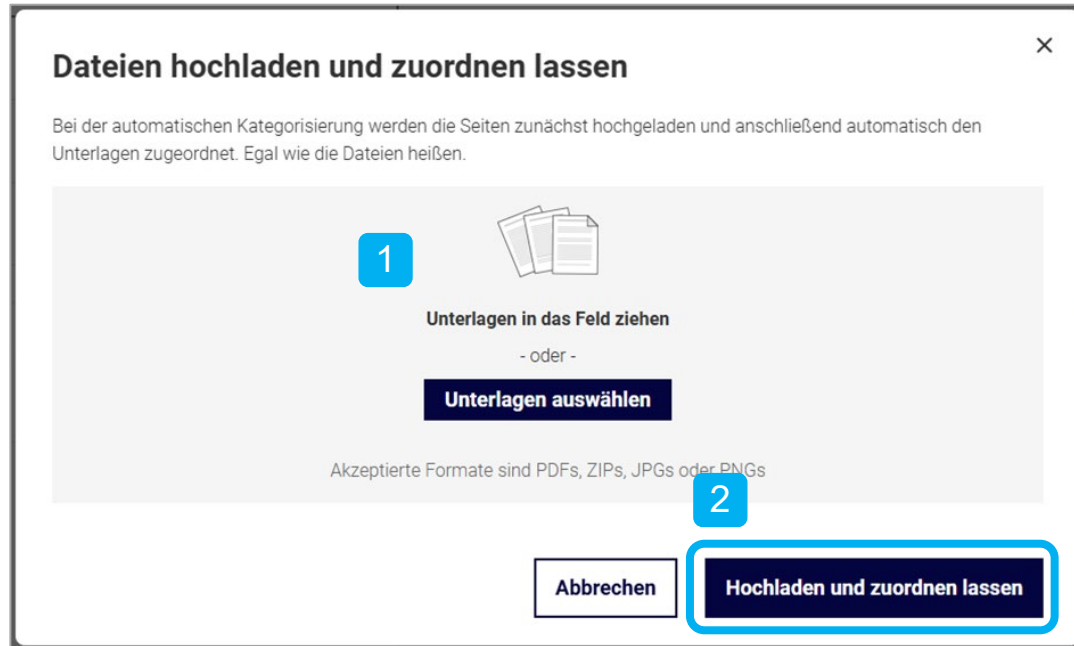 Dateien hochladen und zuordnen lassen
Bei der automatischen Kategorisierung werden die Seiten zunächst hochgeladen und anschließend automatisch den
Unterlagen zugeordnet. Egal wie die Dateien heißen.
1
Unterlagen in das Feld ziehen
- oder -
Unterlagen auswählen
Akzeptierte Formate sind PDFs, ZIPs, JPGs oder PNGs
2
Abbrechen
Hochladen und zuordnen lassen